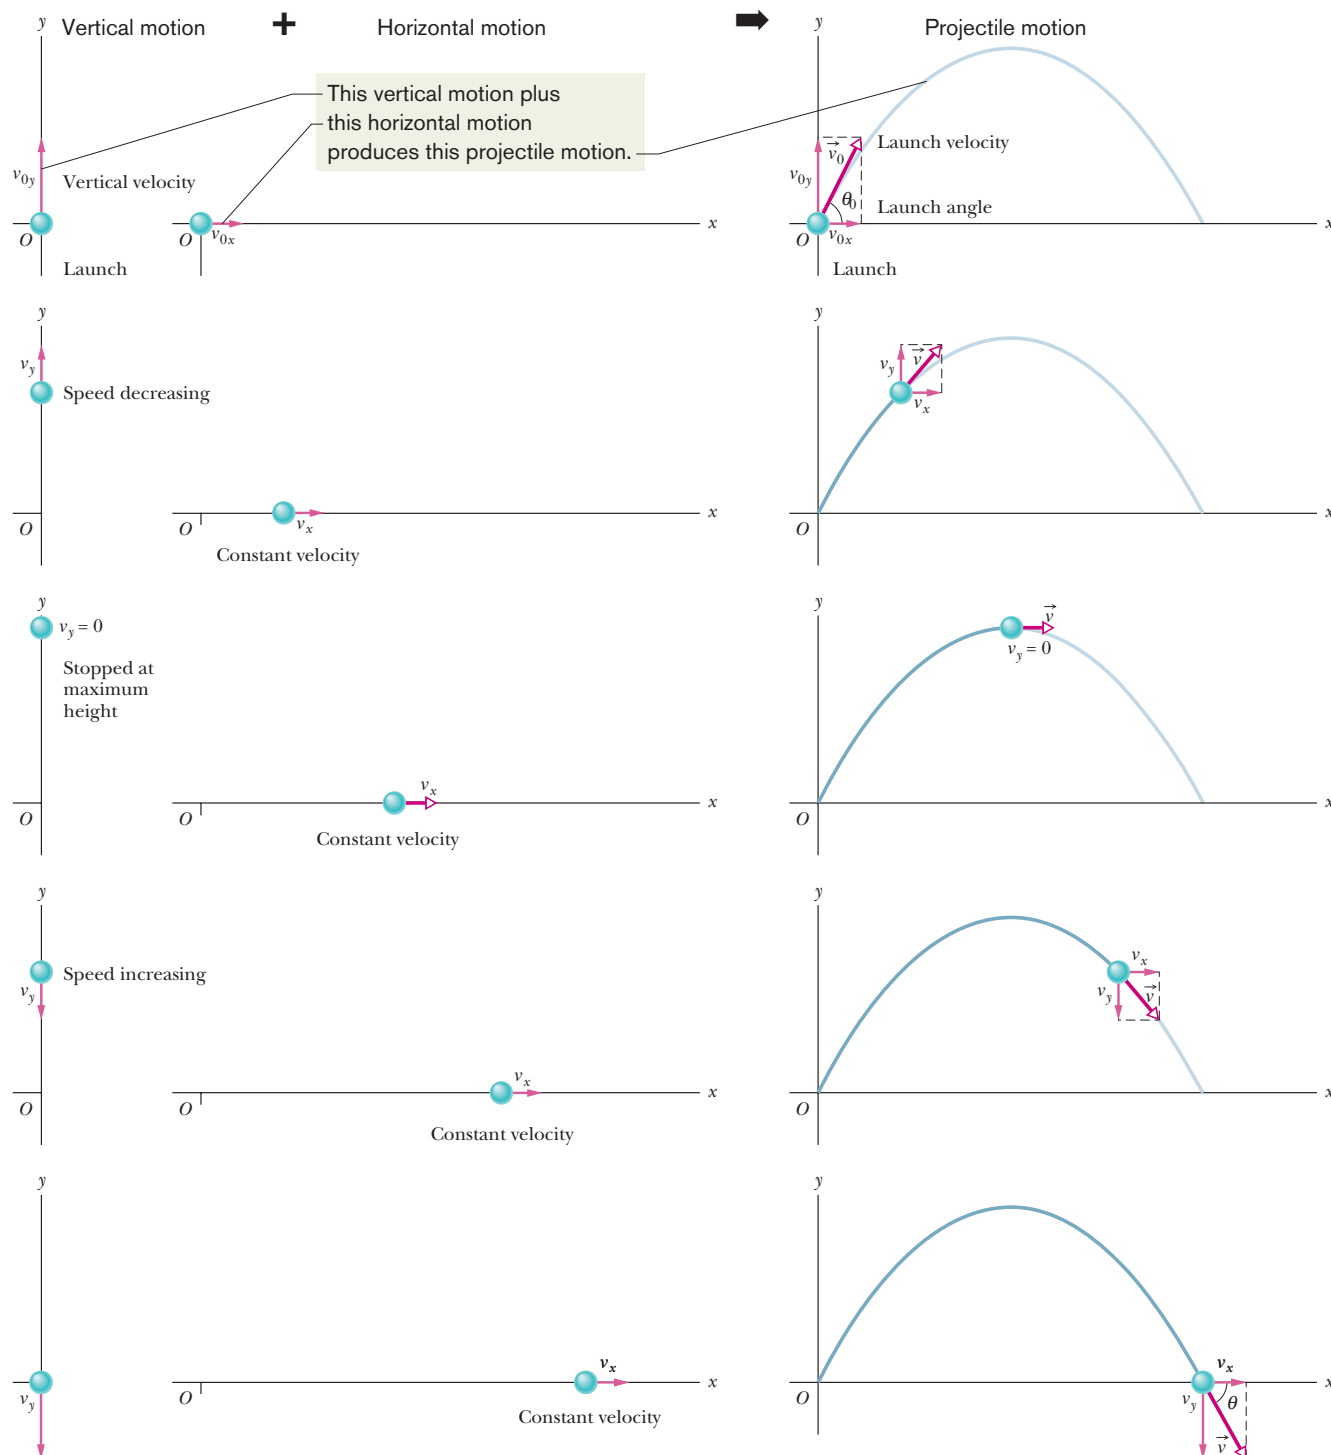 y
Vertical motion + Horizontal motion ➡ Projectile motion
y
This vertical motion plus
this horizontal motion
produces this projectile motion.
v0y
Vertical velocity
O
Launch
O
v0x
x
v⃗0
Launch velocity
v0y
θ0
Launch angle
O
v0x
x
Launch
y
vy
Speed decreasing
O
O
vx
x
Constant velocity
y
vy
v⃗
vx
O
x
y
vy = 0
Stopped at
maximum
height
O
O
vx
x
Constant velocity
y
v⃗
vy = 0
O
x
y
Speed increasing
vy
O
O
vx
x
Constant velocity
y
vx
vy
v⃗
O
x
y
vy
O
vx
x
Constant velocity
y
O
vx
x
vy
θ
v⃗